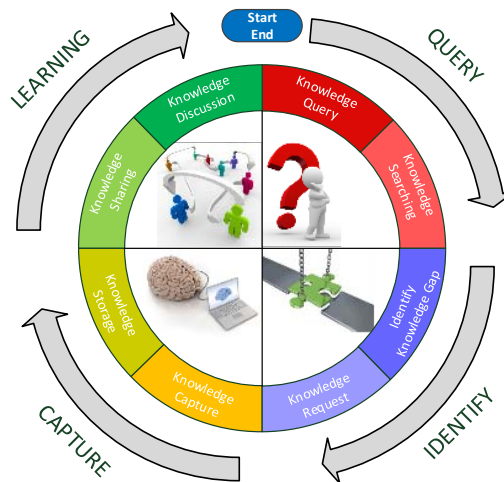 Start
End
QUERY
Knowledge
Query
Knowledge
Searching
Identify
Knowledge Gap
IDENTIFY
Knowledge
Request
Knowledge
Capture
CAPTURE
Knowledge
Storage
Knowledge
Sharing
LEARNING
Knowledge
Discussion